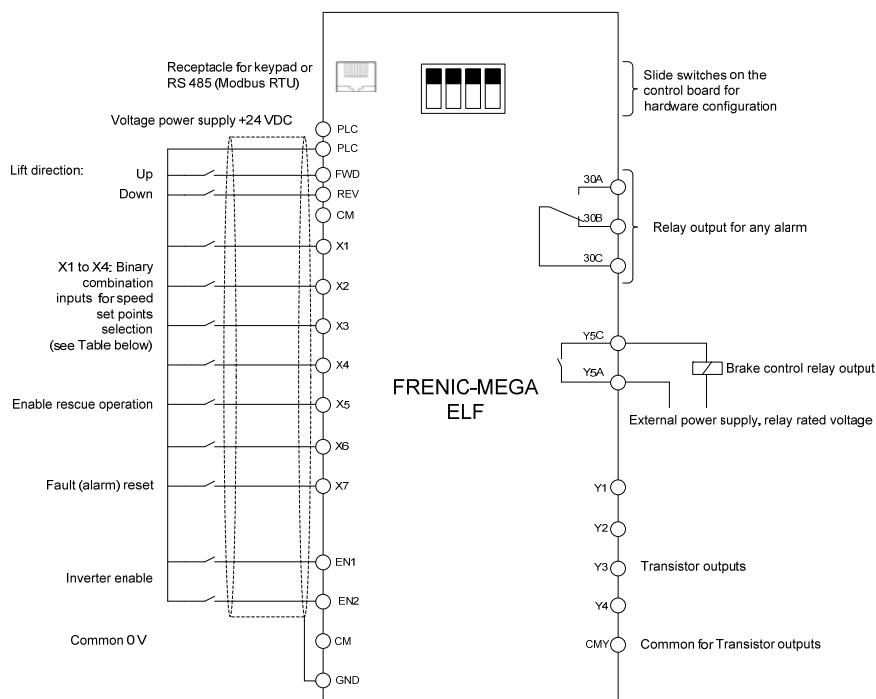 Receptacle for keypad or
RS 485 (Modbus RTU)
Slide switches on the
control board for
hardware configuration
Voltage power supply +24 VDC
PLC
PLC
Lift direction:
Up
FWD
Down
REV
CM
30A
30B
30C
Relay output for any alarm
X1
X1 to X4: Binary
combination
inputs for speed
set points
selection
(see Table below)
X2
X3
X4
Y5C
Y5A
Brake control relay output
External power supply, relay rated voltage
FRENIC-MEGA
ELF
Enable rescue operation
X5
X6
Fault (alarm) reset
X7
Y1
Y2
Y3
Transistor outputs
Y4
CMY
Common for Transistor outputs
Inverter enable
EN1
EN2
Common 0 V
CM
GND